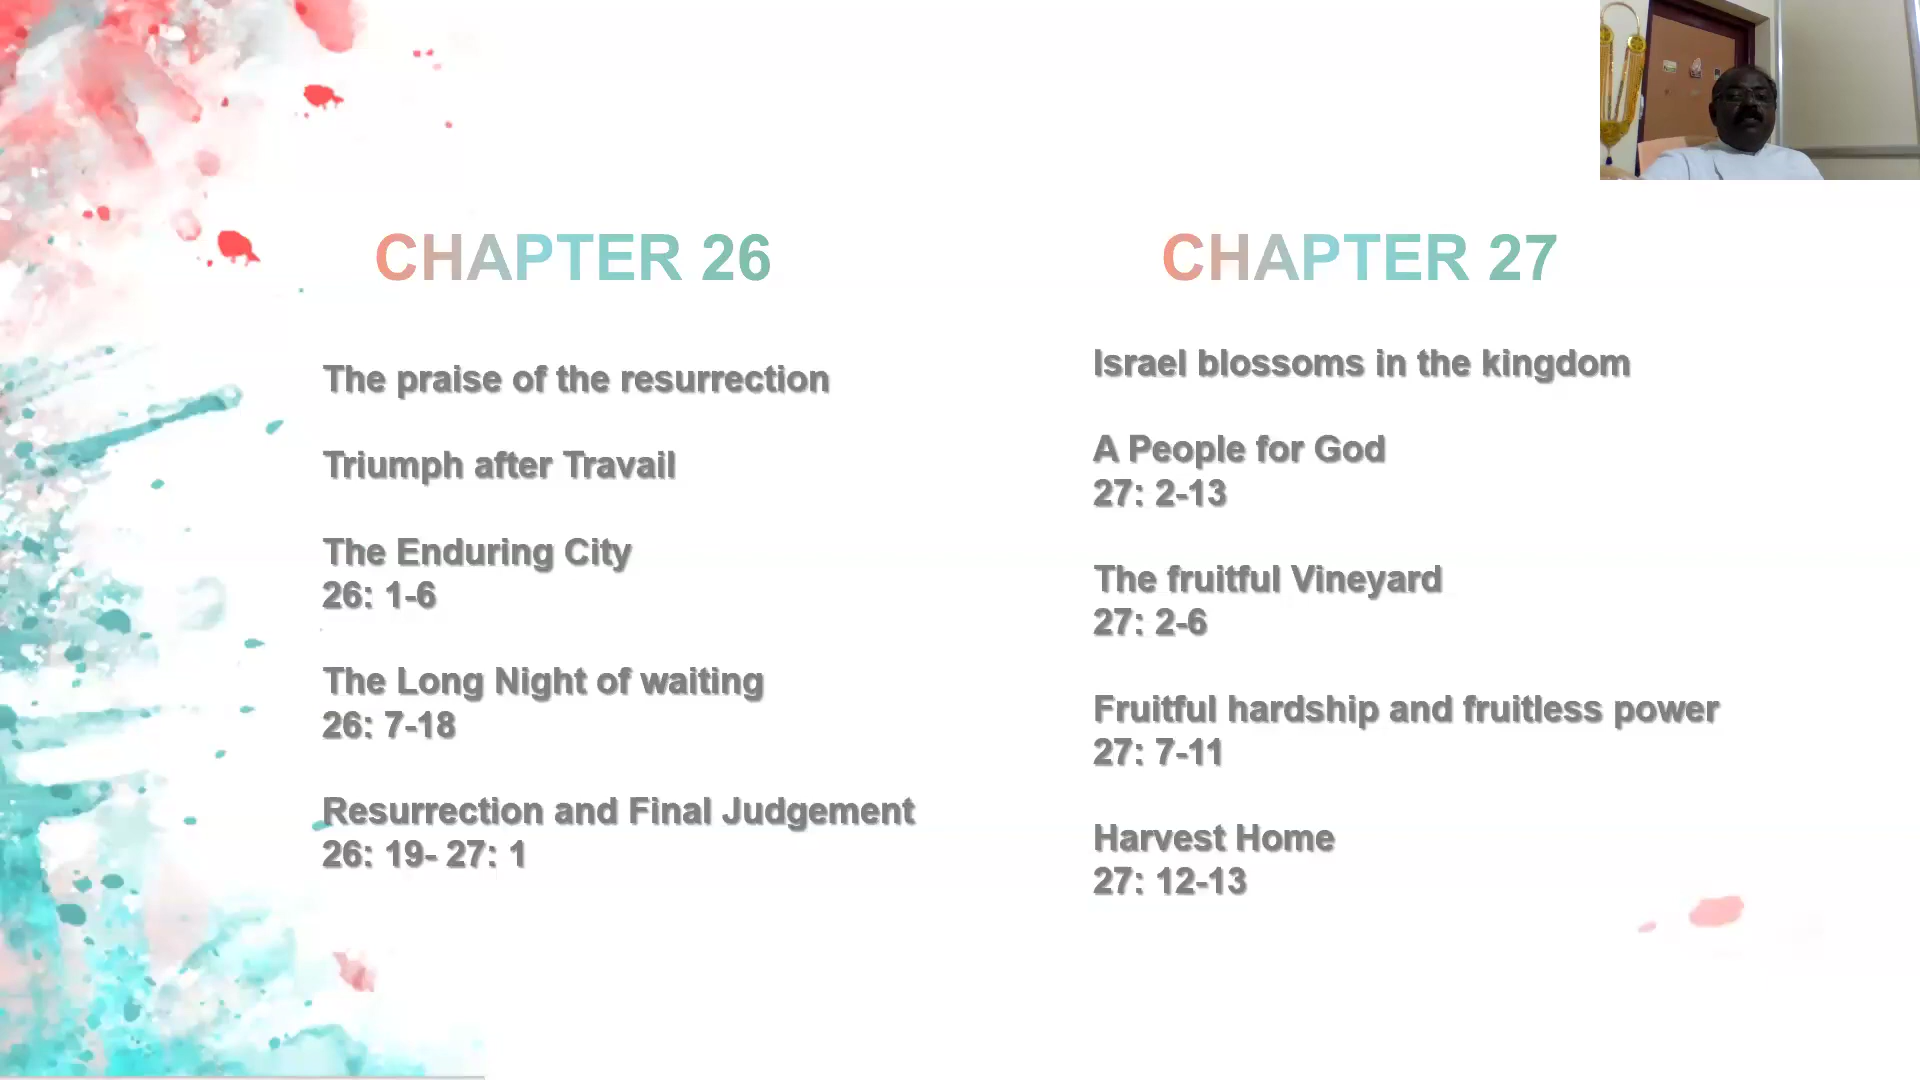 CHAPTER 26
The praise of the resurrection
Triumph after Travail
The Enduring City
26: 1-6
The Long Night of waiting
26: 7-18
Resurrection and Final Judgement
26: 19- 27: 1
CHAPTER 27
Israel blossoms in the kingdom
A People for God
27: 2-13
The fruitful Vineyard
27: 2-6
Fruitful hardship and fruitless power
27: 7-11
Harvest Home
27: 12-13